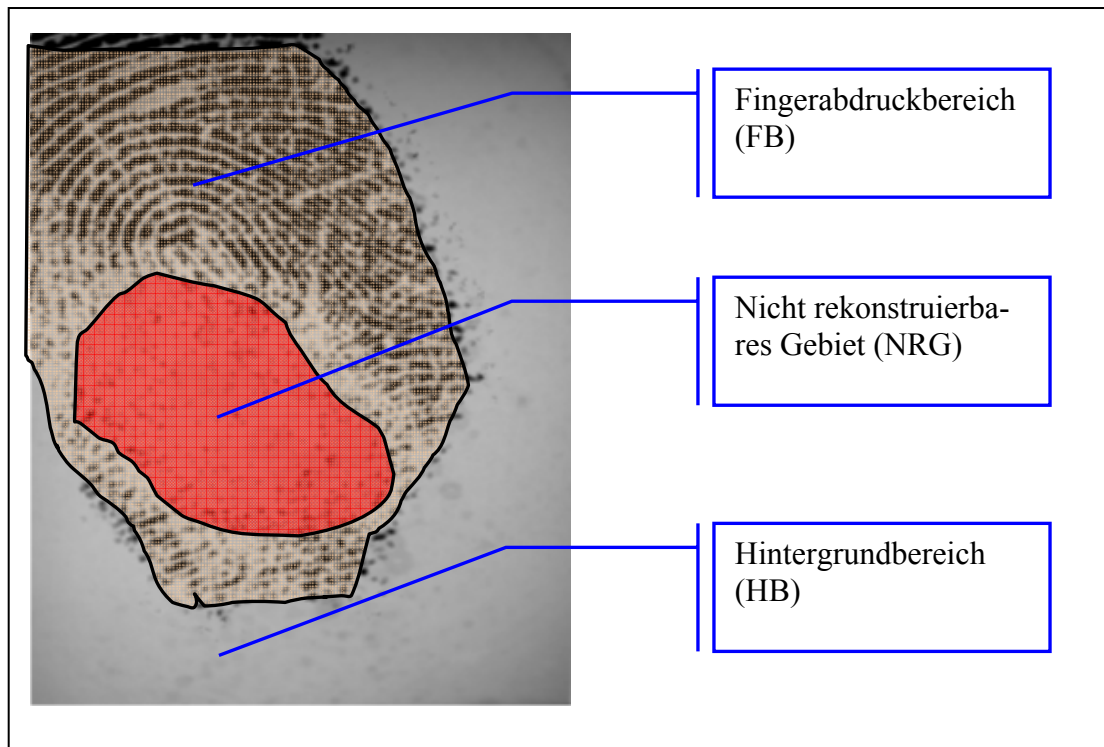 Fingerabdruckbereich
(FB)
Nicht rekonstruierba-
res Gebiet (NRG)
Hintergrundbereich
(HB)